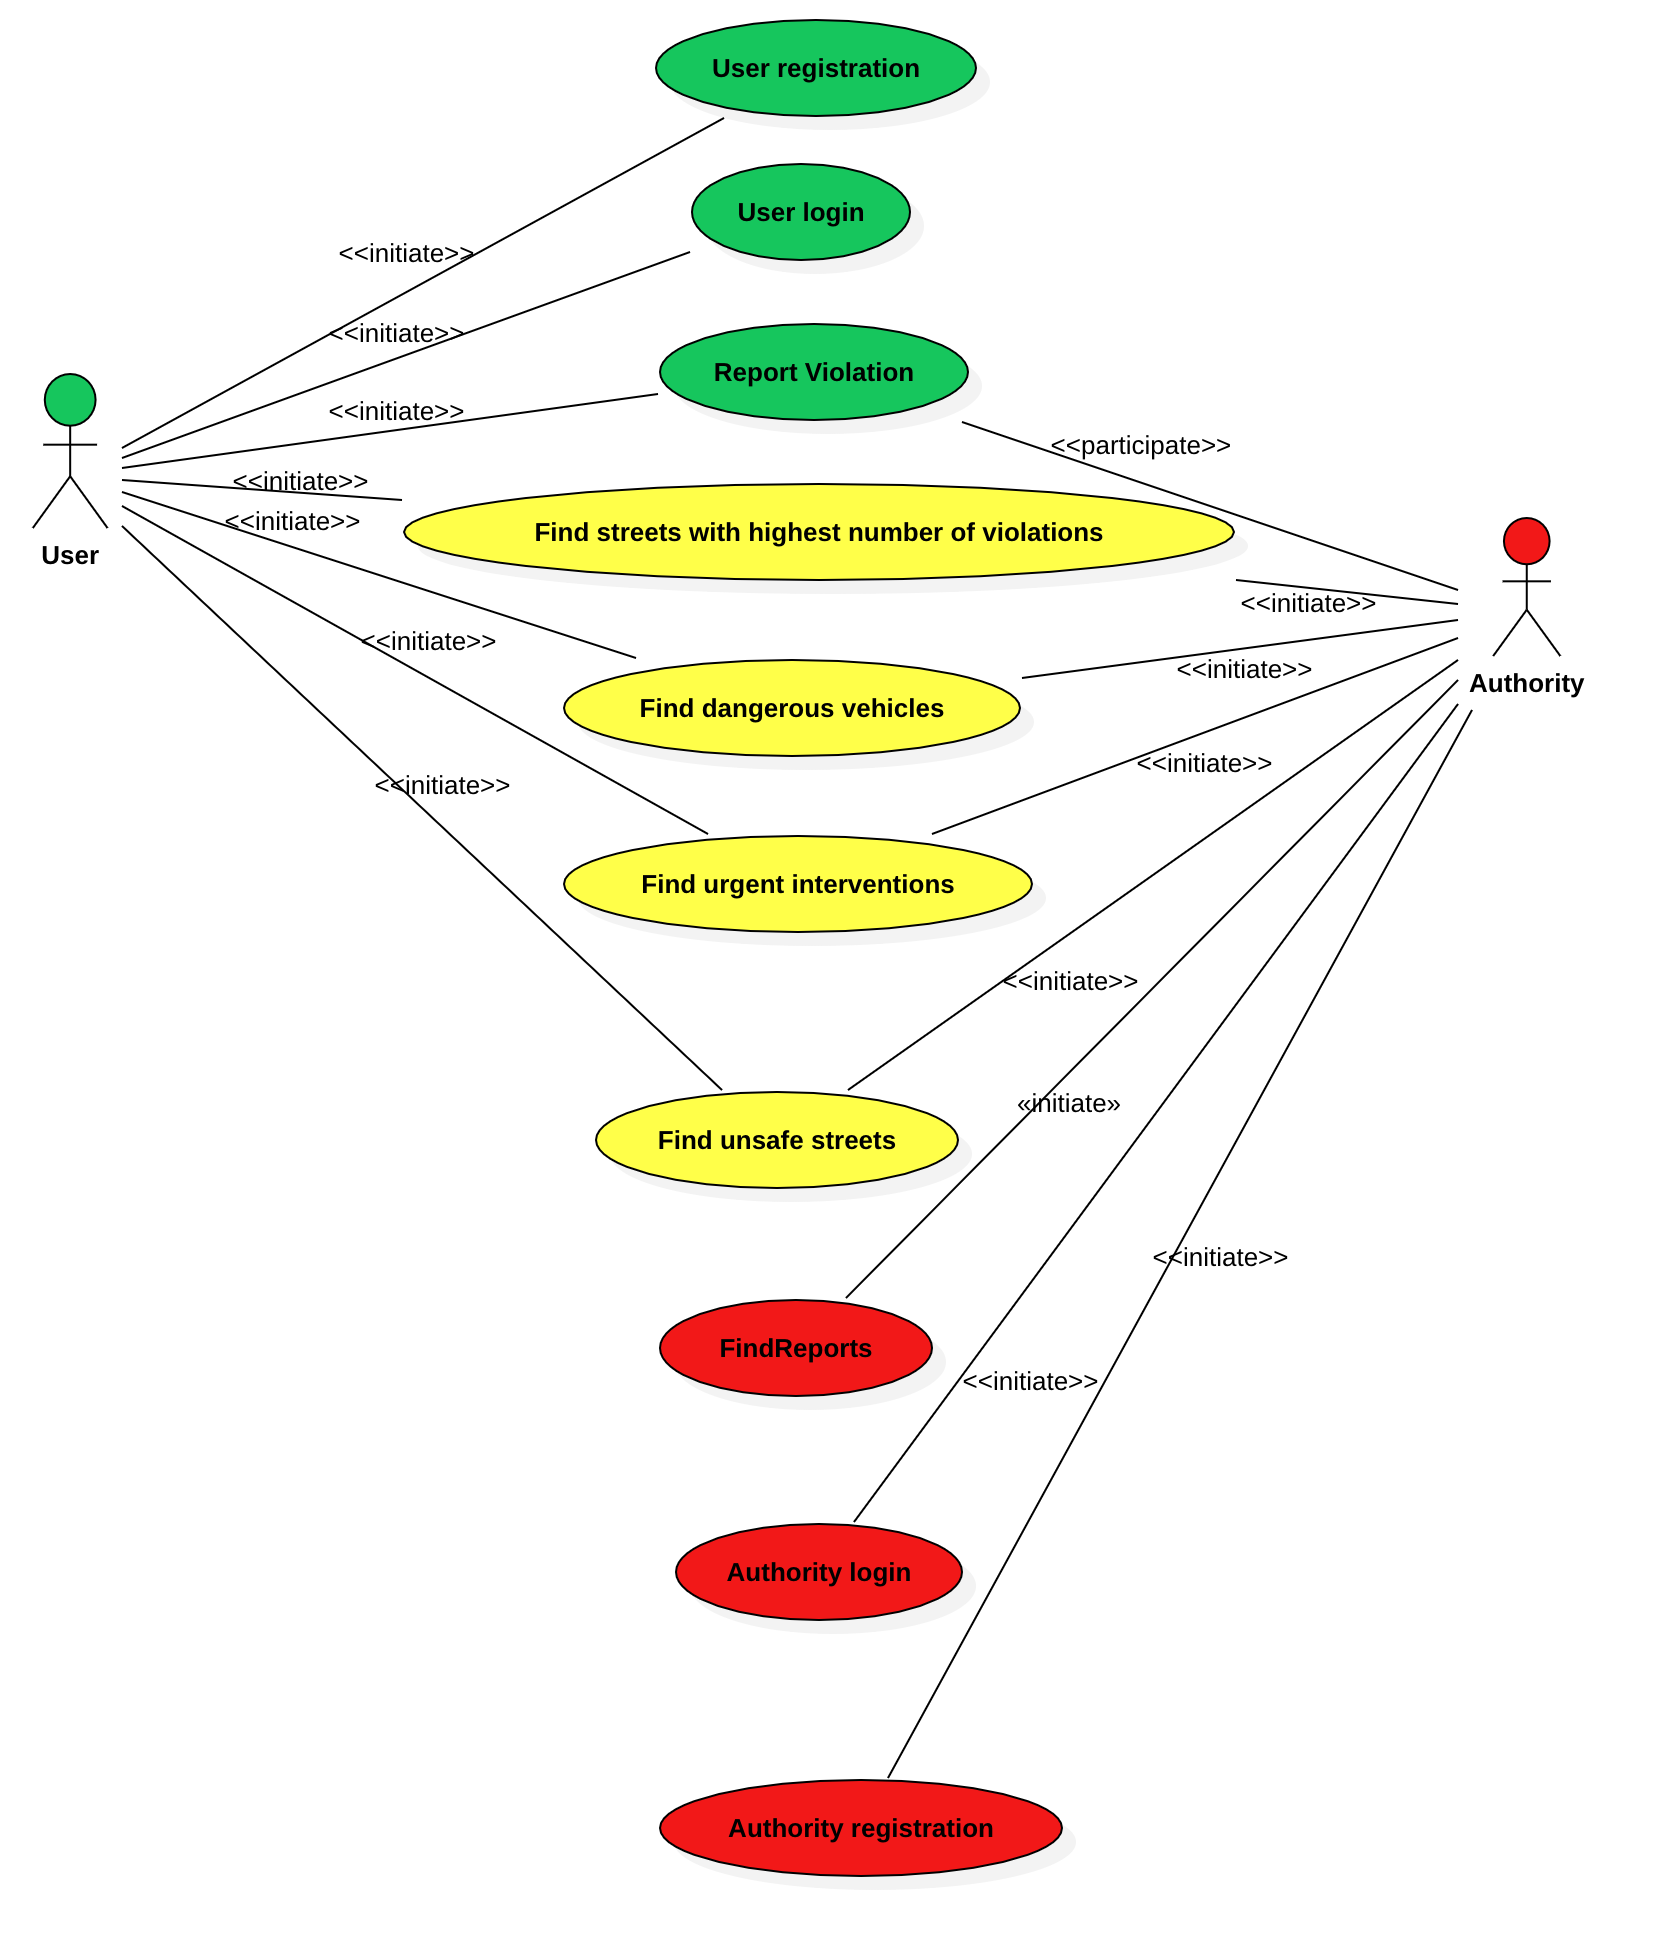 User registration
<<initiate>>
User login
<<initiate>>
Report Violation
<<initiate>>
<<participate>>
<<initiate>>
<<initiate>>
Find streets with highest number of violations
User
<<initiate>>
<<initiate>>
<<initiate>>
Authority
Find dangerous vehicles
<<initiate>>
<<initiate>>
Find urgent interventions
<<initiate>>
«initiate»
Find unsafe streets
<<initiate>>
FindReports
<<initiate>>
Authority login
Authority registration